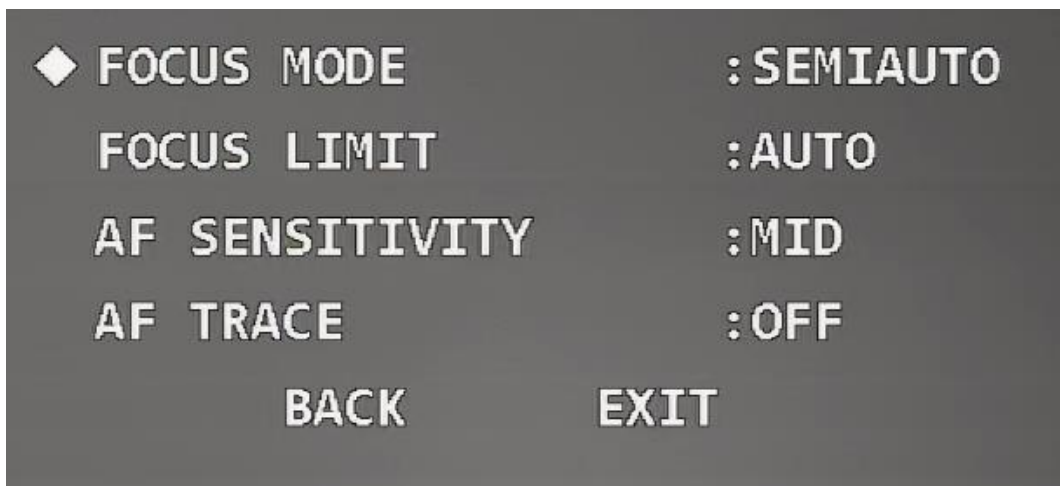 FOCUS MODE :SEMIAUTO
FOCUS LIMIT :AUTO
AF SENSITIVITY :MID
AF TRACE :OFF
BACK EXIT